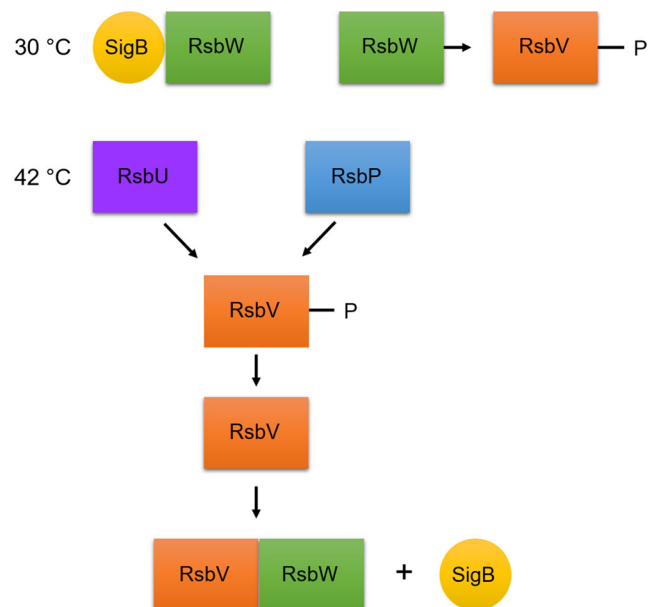 30 °C SigB RsbW RsbW RsbV P
42 °C RsbU RsbP
RsbV P
RsbV
RsbV RsbW + SigB